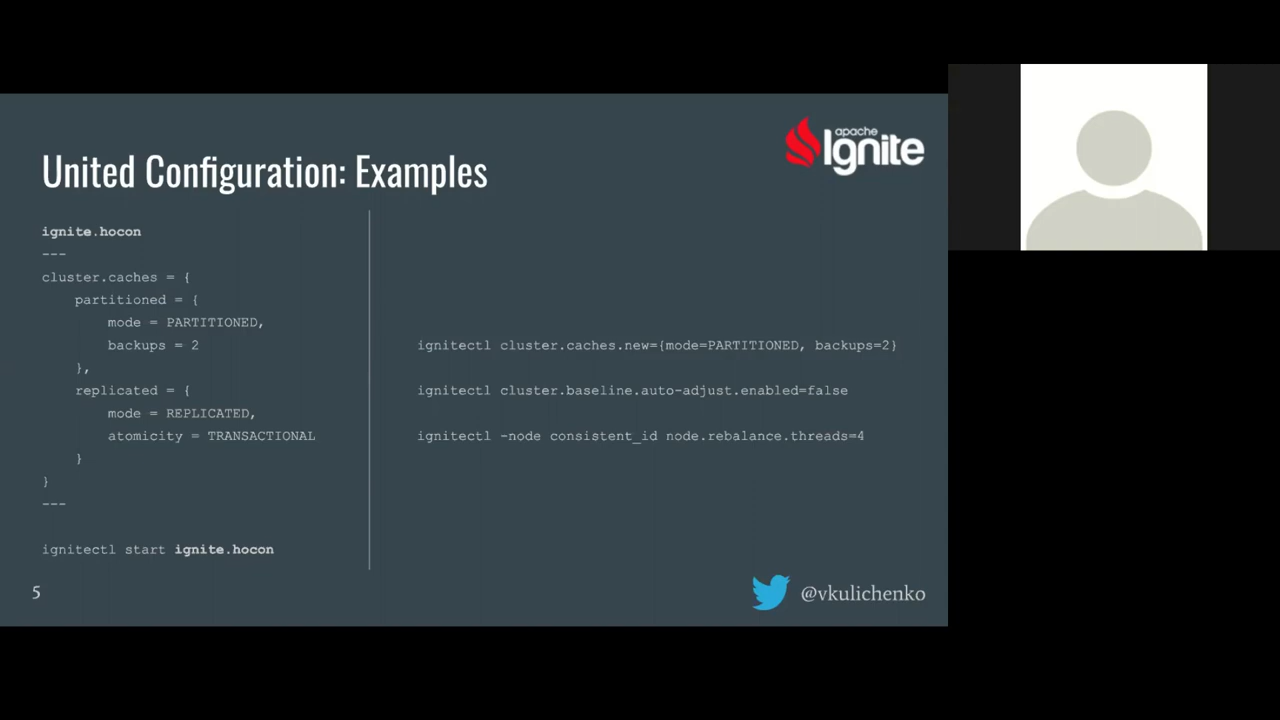 apache
Ignite
United Configuration: Examples
ignite.hocon
---
cluster.caches = {
partitioned = {
mode = PARTITIONED,
backups = 2
},
replicated = {
mode = REPLICATED,
atomicity = TRANSACTIONAL
}
}
---
ignitectl start ignite.hocon
ignitectl cluster.caches.new={mode=PARTITIONED, backups=2}
ignitectl cluster.baseline.auto-adjust.enabled=false
ignitectl -node consistent_id node.rebalance.threads=4
5
@vkulichenko